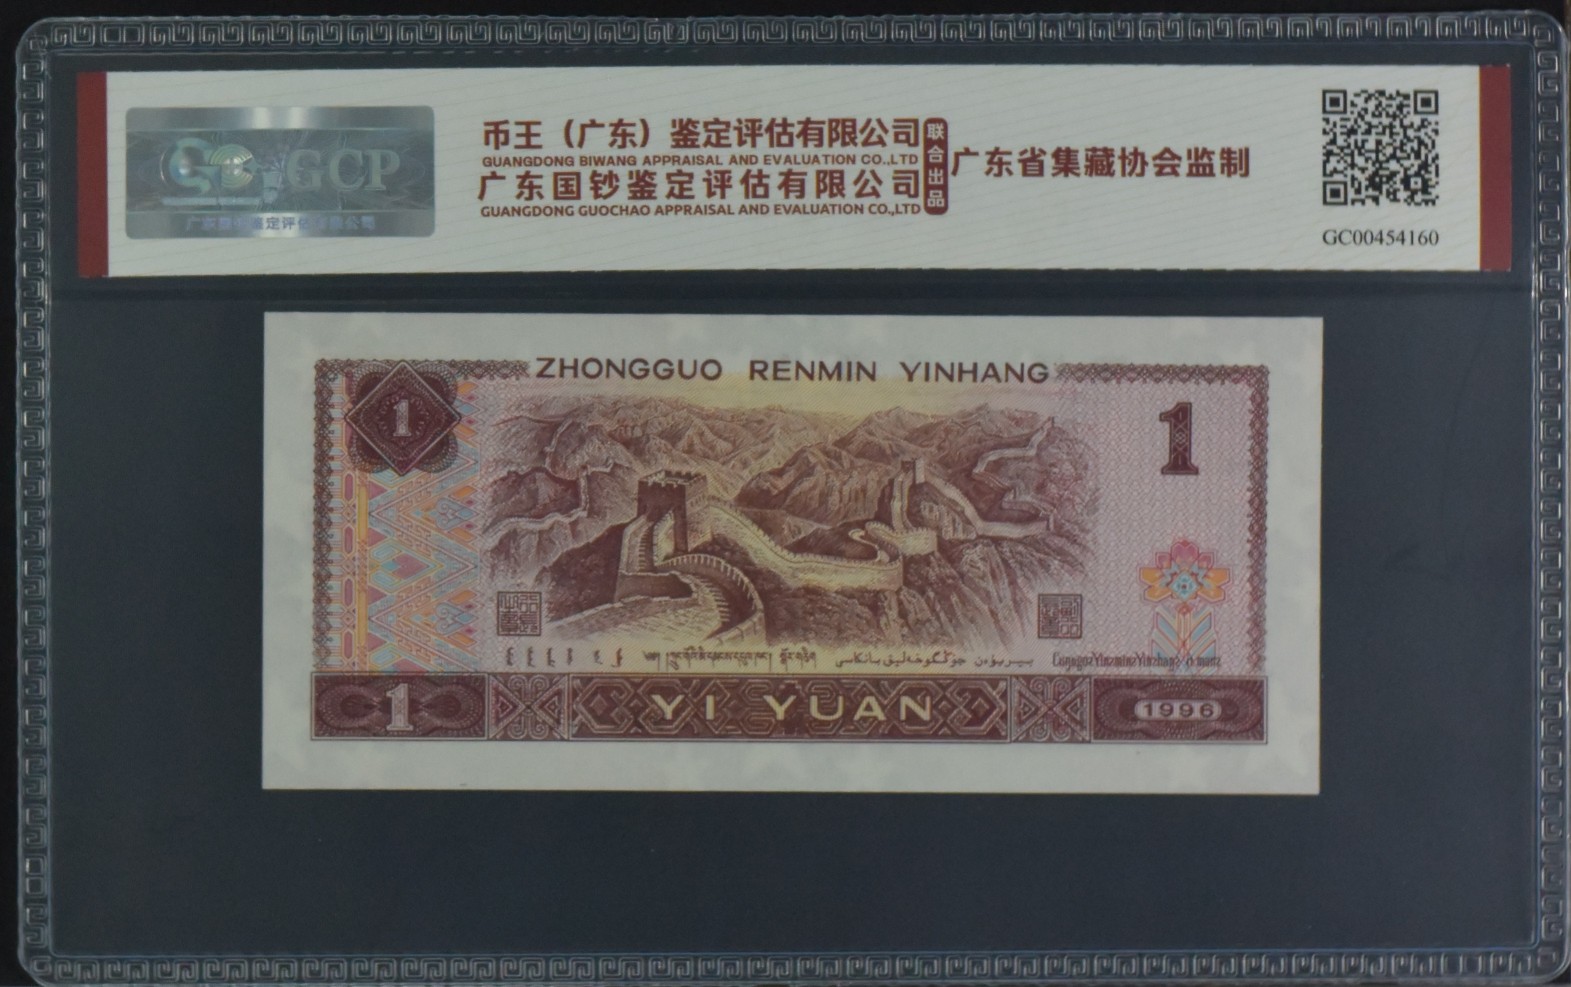 GCP
币王（广东）鉴定评估有限公司
GUANGDONG BIWANG APPRAISAL AND EVALUATION CO.,LTD
广东国钞鉴定评估有限公司
GUANGDONG GUOCHAO APPRAISAL AND EVALUATION CO.,LTD
联合出品
广东省集藏协会监制
GC00454160
ZHONGGUO RENMIN YINHANG
1
1
1
YI YUAN
1996